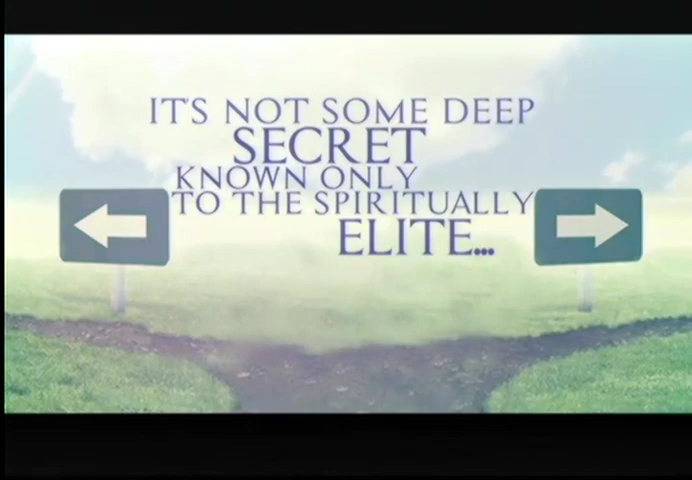 IT'S NOT SOME DEEP
SECRET
KNOWN ONLY
TO THE SPIRITUALLY
ELITE...